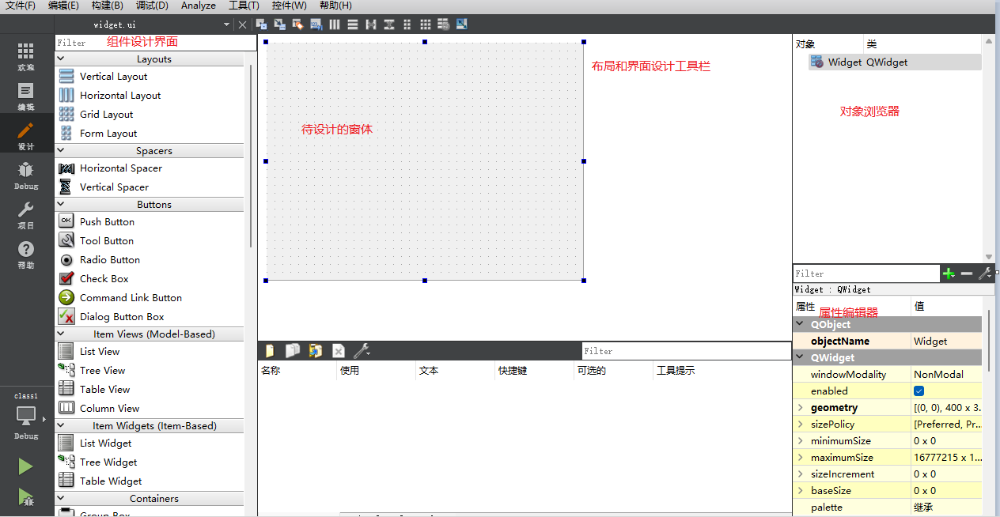 文件(F) 编辑(E) 构建(B) 调试(D) Analyze 工具(T) 控件(W) 帮助(H)
widget.ui
欢迎
编辑
设计
Debug
项目
帮助
class1
Debug
Filter 组件设计界面
Layouts
Vertical Layout
Horizontal Layout
Grid Layout
Form Layout
Spacers
Horizontal Spacer
Vertical Spacer
Buttons
OK Push Button
Tool Button
Radio Button
Check Box
Command Link Button
Dialog Button Box
Item Views (Model-Based)
List View
Tree View
Table View
Column View
Item Widgets (Item-Based)
List Widget
Tree Widget
Table Widget
Containers
Group Box
布局和界面设计工具栏
待设计的窗体
Filter
名称 使用 文本 快捷键 可选的 工具提示
对象 类
Widget QWidget
对象浏览器
Filter
Widget : QWidget
属性 值
属性编辑器
QObject
objectName Widget
QWidget
windowModality NonModal
enabled
geometry [(0, 0), 400 x 3...
sizePolicy [Preferred, Pr...
minimumSize 0 x 0
maximumSize 16777215 x 1...
sizeIncrement 0 x 0
baseSize 0 x 0
palette 继承